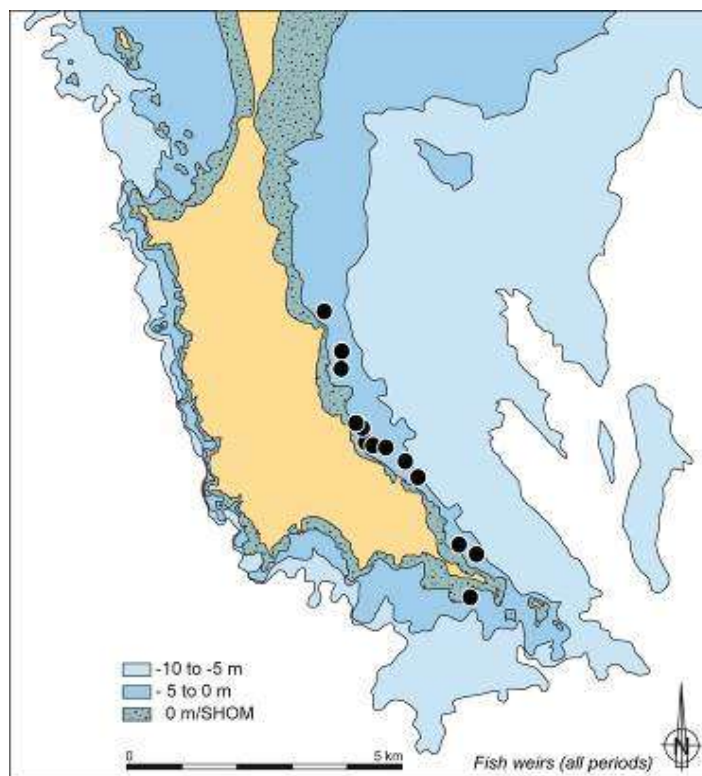 -10 to -5 m
- 5 to 0 m
0 m/SHOM
0 5 km
N
Fish weirs (all periods)